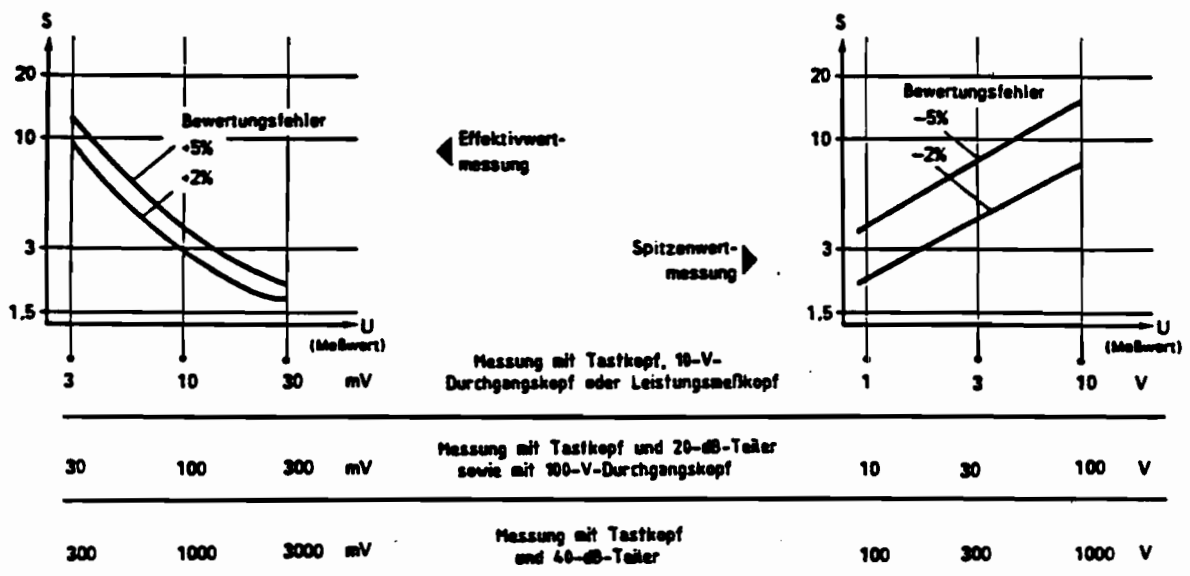 S
20
10
3
1.5
Bewertungsfehler
+5%
+2%
U
(Meßwert)
Effektivwert-
messung
Spitzenwert-
messung
S
20
10
3
1.5
Bewertungsfehler
-5%
-2%
U
(Meßwert)
3 10 30 mV
Messung mit Tastkopf, 10-V-
Durchgangskopf oder Leistungsmeßkopf
1 3 10 V
30 100 300 mV
Messung mit Tastkopf und 20-dB-Teiler
sowie mit 100-V-Durchgangskopf
10 30 100 V
300 1000 3000 mV
Messung mit Tastkopf
und 40-dB-Teiler
100 300 1000 V